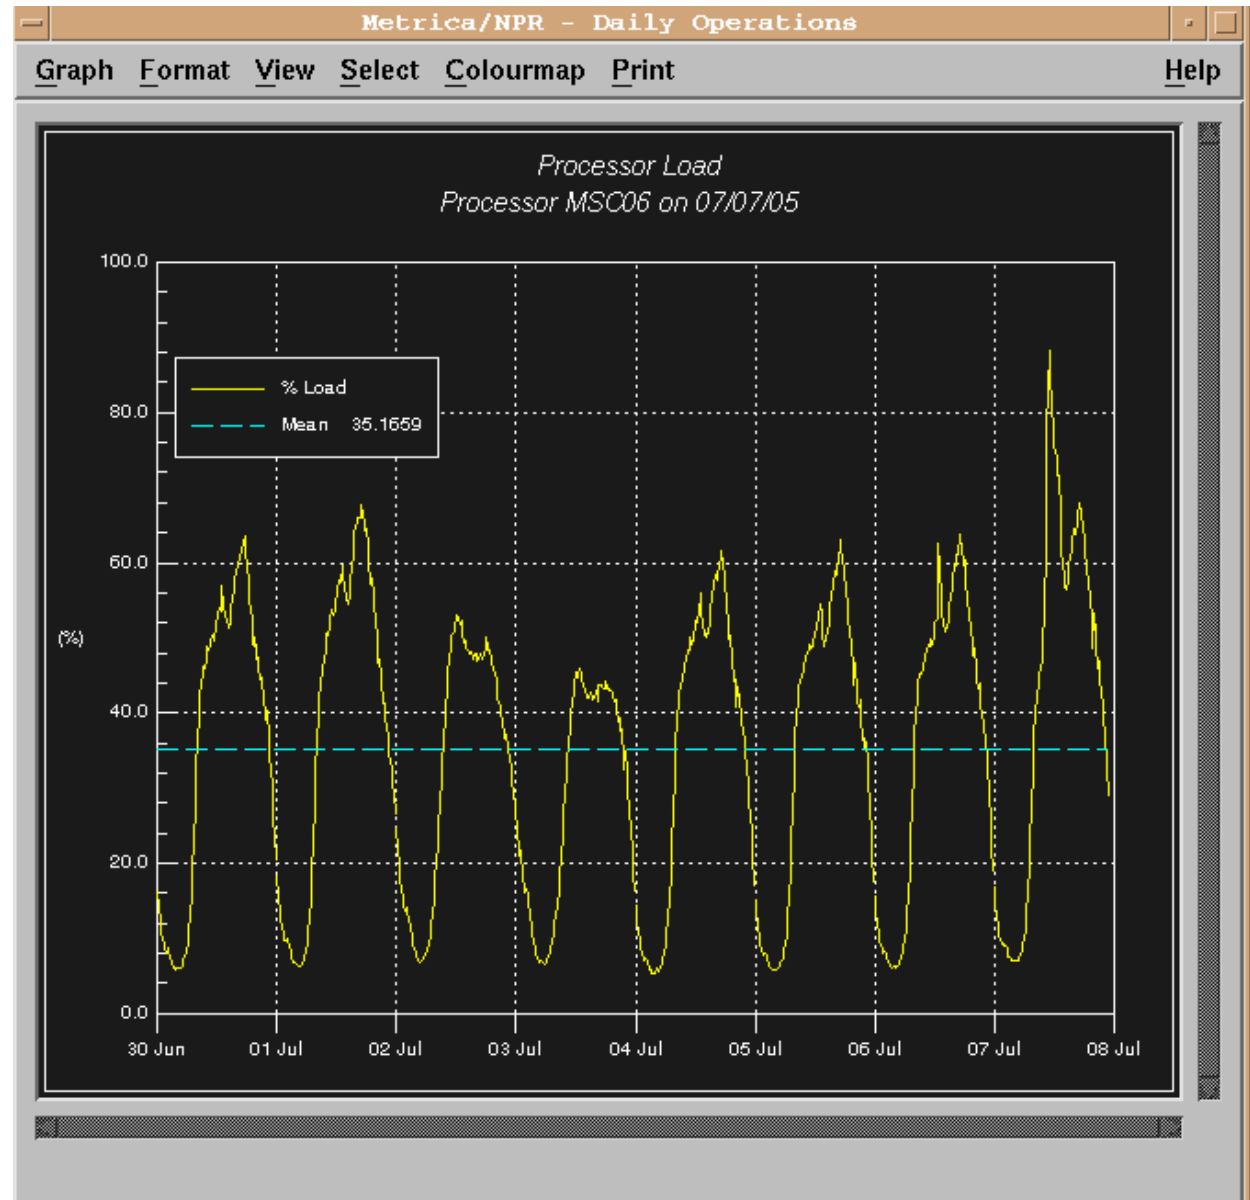 Metrica/NPR - Daily Operations
Graph Format View Select Colourmap Print Help
Processor Load
Processor MSC06 on 07/07/05
100.0
% Load
80.0
Mean 35.1659
60.0
(%)
40.0
20.0
0.0
30 Jun 01 Jul 02 Jul 03 Jul 04 Jul 05 Jul 06 Jul 07 Jul 08 Jul